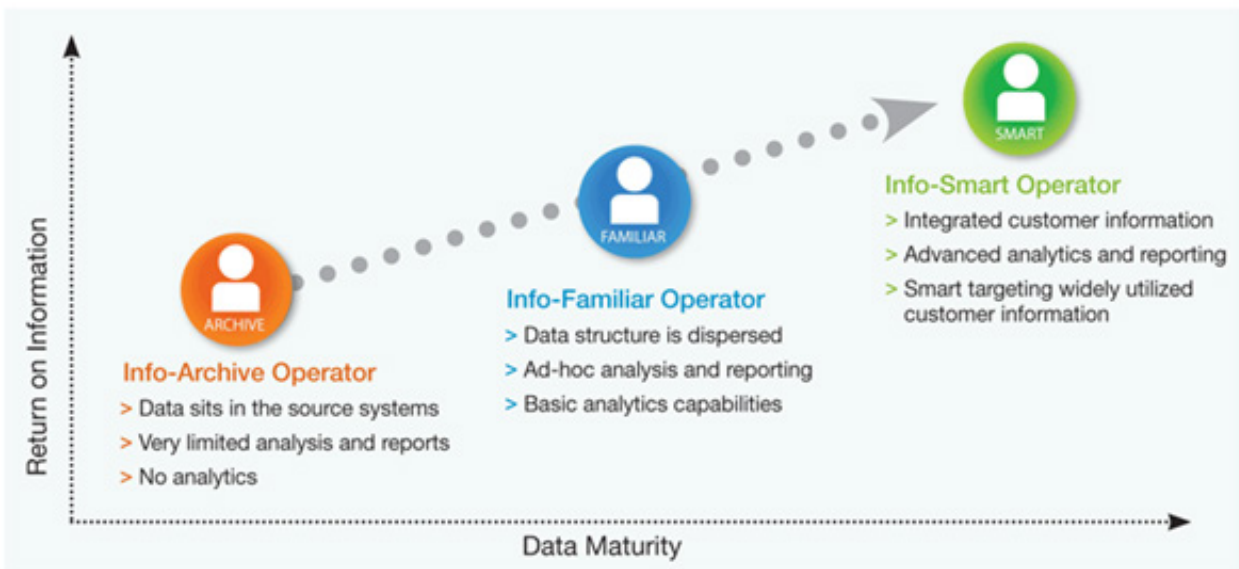 Return on Information
ARCHIVE
Info-Archive Operator
> Data sits in the source systems
> Very limited analysis and reports
> No analytics
FAMILIAR
Info-Familiar Operator
> Data structure is dispersed
> Ad-hoc analysis and reporting
> Basic analytics capabilities
SMART
Info-Smart Operator
> Integrated customer information
> Advanced analytics and reporting
> Smart targeting widely utilized
customer information
Data Maturity